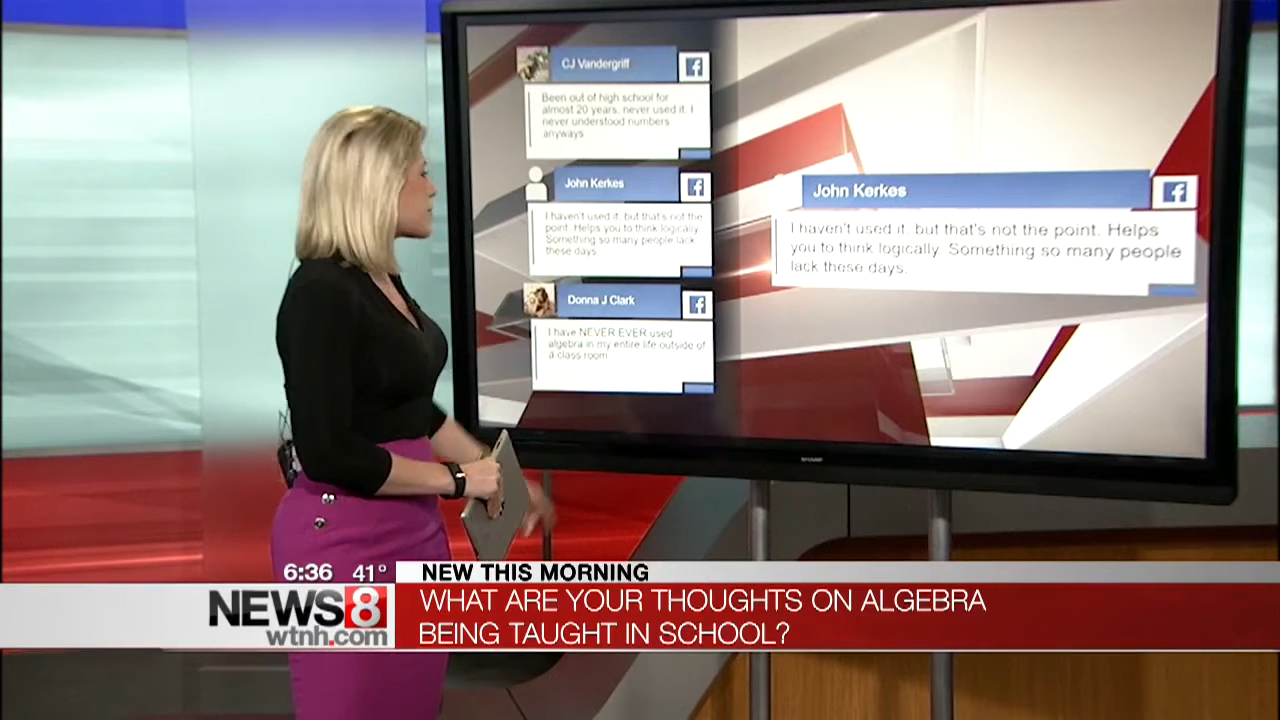 CJ Vandergriff
Been out of high school for
almost 20 years, never used it. I
never understood numbers
anyways
John Kerkes
I haven't used it, but that's not the
point. Helps you to think logically.
Something so many people lack
these days.
Donna J Clark
I have NEVER EVER used
algebra in my entire life outside of
a class room
John Kerkes
I haven't used it, but that's not the point. Helps
you to think logically. Something so many people
lack these days.
SHARP
6:36 41°
NEW THIS MORNING
NEWS 8
wtnh.com
WHAT ARE YOUR THOUGHTS ON ALGEBRA
BEING TAUGHT IN SCHOOL?